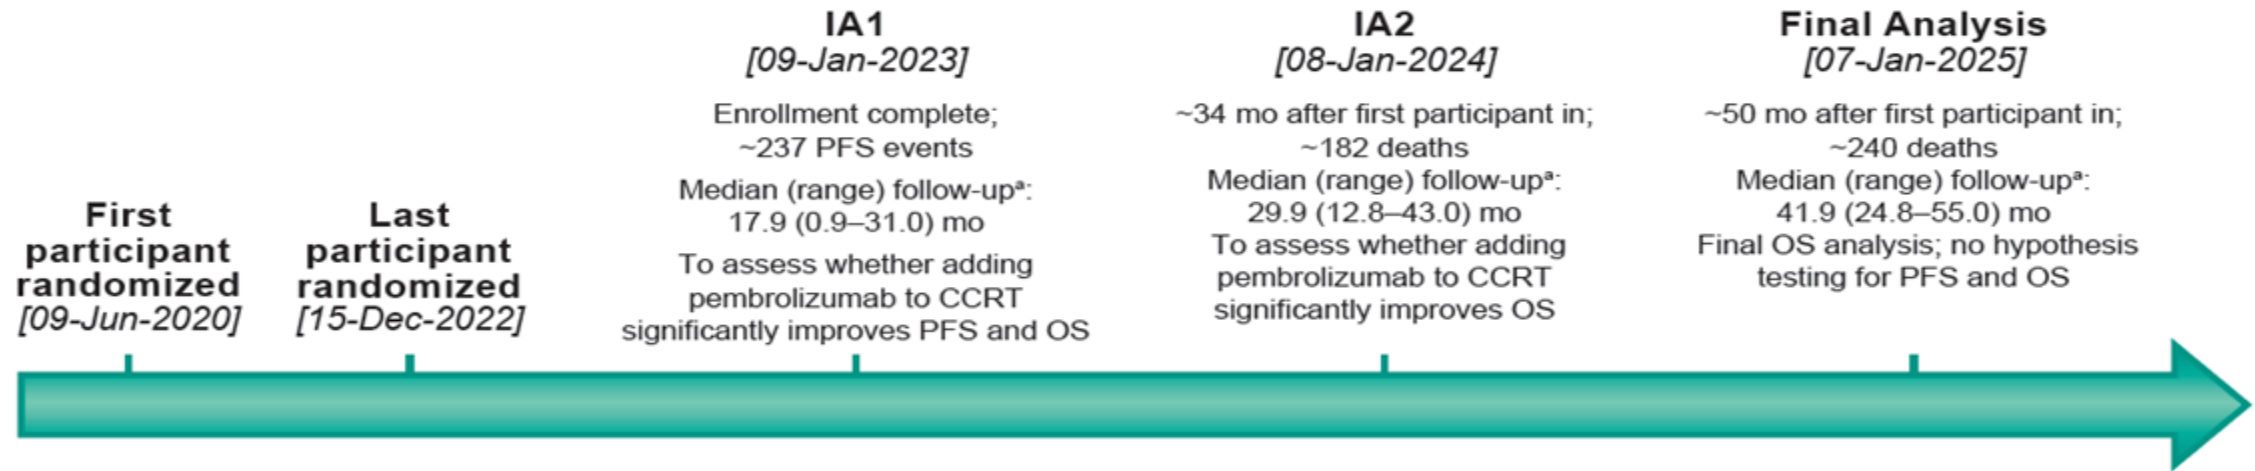 First
participant
randomized
[09-Jun-2020]
Last
participant
randomized
[15-Dec-2022]
IA1
[09-Jan-2023]
Enrollment complete;
~237 PFS events
Median (range) follow-upª:
17.9 (0.9–31.0) mo
To assess whether adding
pembrolizumab to CCRT
significantly improves PFS and OS
IA2
[08-Jan-2024]
~34 mo after first participant in;
~182 deaths
Median (range) follow-upª:
29.9 (12.8–43.0) mo
To assess whether adding
pembrolizumab to CCRT
significantly improves OS
Final Analysis
[07-Jan-2025]
~50 mo after first participant in;
~240 deaths
Median (range) follow-upª:
41.9 (24.8–55.0) mo
Final OS analysis; no hypothesis
testing for PFS and OS